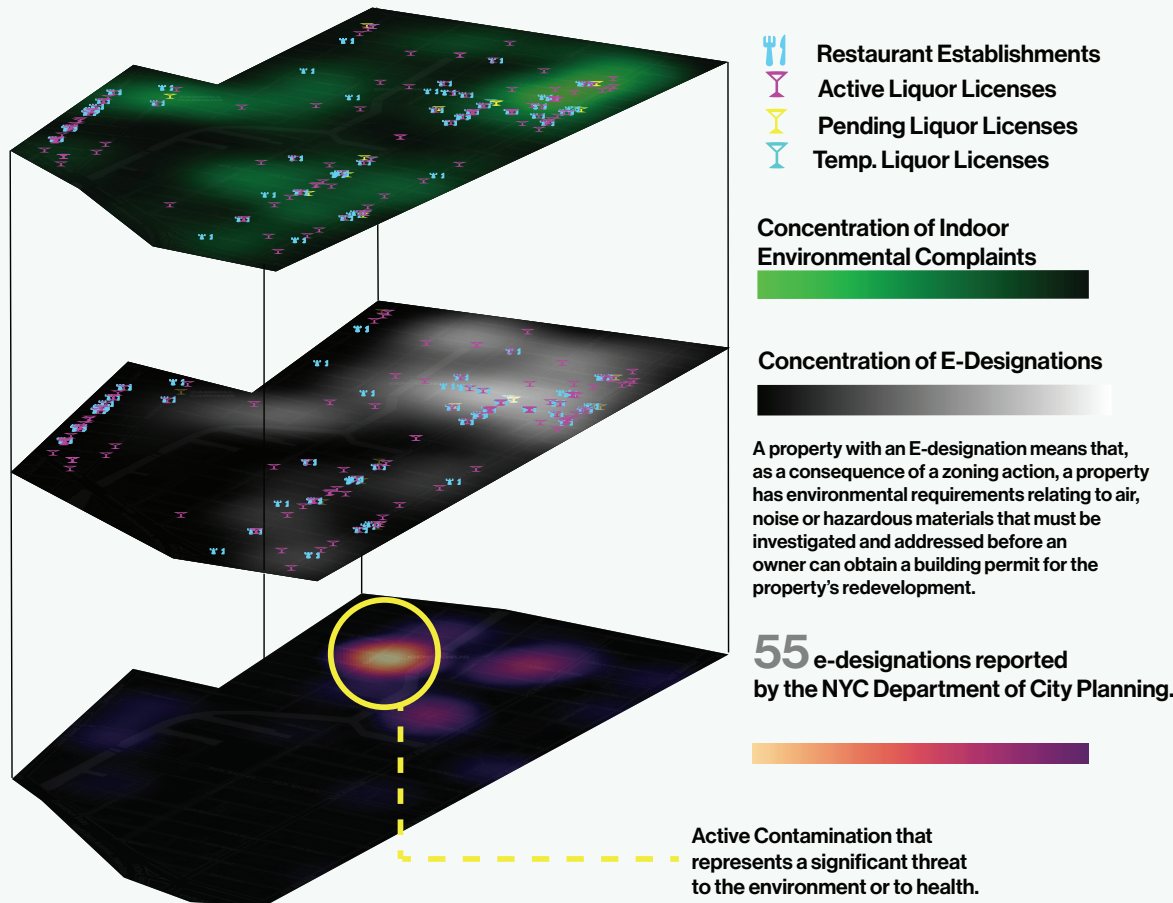 Restaurant Establishments
Active Liquor Licenses
Pending Liquor Licenses
Temp. Liquor Licenses
Concentration of Indoor
Environmental Complaints
Concentration of E-Designations
A property with an E-designation means that,
as a consequence of a zoning action, a property
has environmental requirements relating to air,
noise or hazardous materials that must be
investigated and addressed before an
owner can obtain a building permit for the
property's redevelopment.
55 e-designations reported
by the NYC Department of City Planning.
Active Contamination that
represents a significant threat
to the environment or to health.